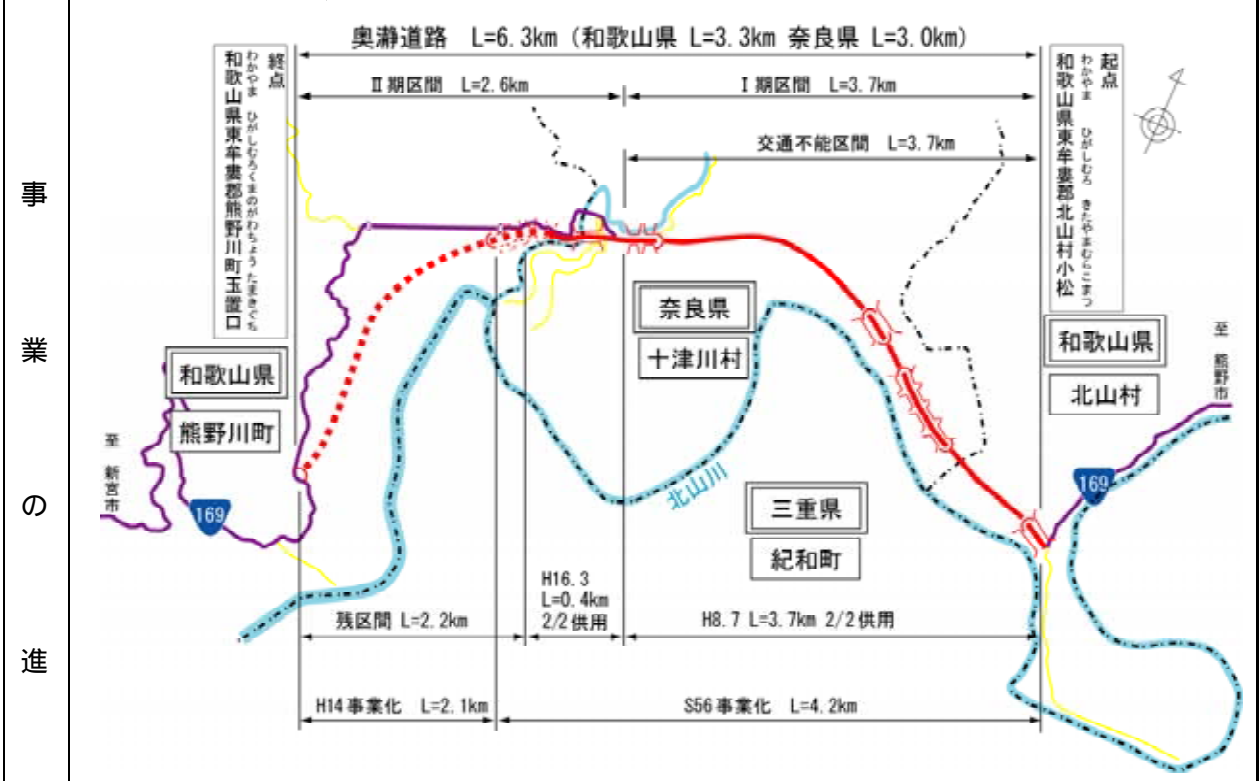 事業の進
奥瀞道路 L=6.3km（和歌山県 L=3.3km 奈良県 L=3.0km）
Ⅱ期区間 L=2.6km
Ⅰ期区間 L=3.7km
交通不能区間 L=3.7km
起点
わかやま ひがしむろ きたやまむらこまつ
和歌山県東牟婁郡北山村小松
終点
わかやま ひがしむろくまのがわちょう たまきぐち
和歌山県東牟婁郡熊野川町玉置口
奈良県
十津川村
和歌山県
北山村
至 熊野市
和歌山県
熊野川町
至 新宮市
169
169
北山川
三重県
紀和町
H16.3
L=0.4km
2/2供用
残区間 L=2.2km
H8.7 L=3.7km 2/2供用
H14事業化 L=2.1km
S56事業化 L=4.2km